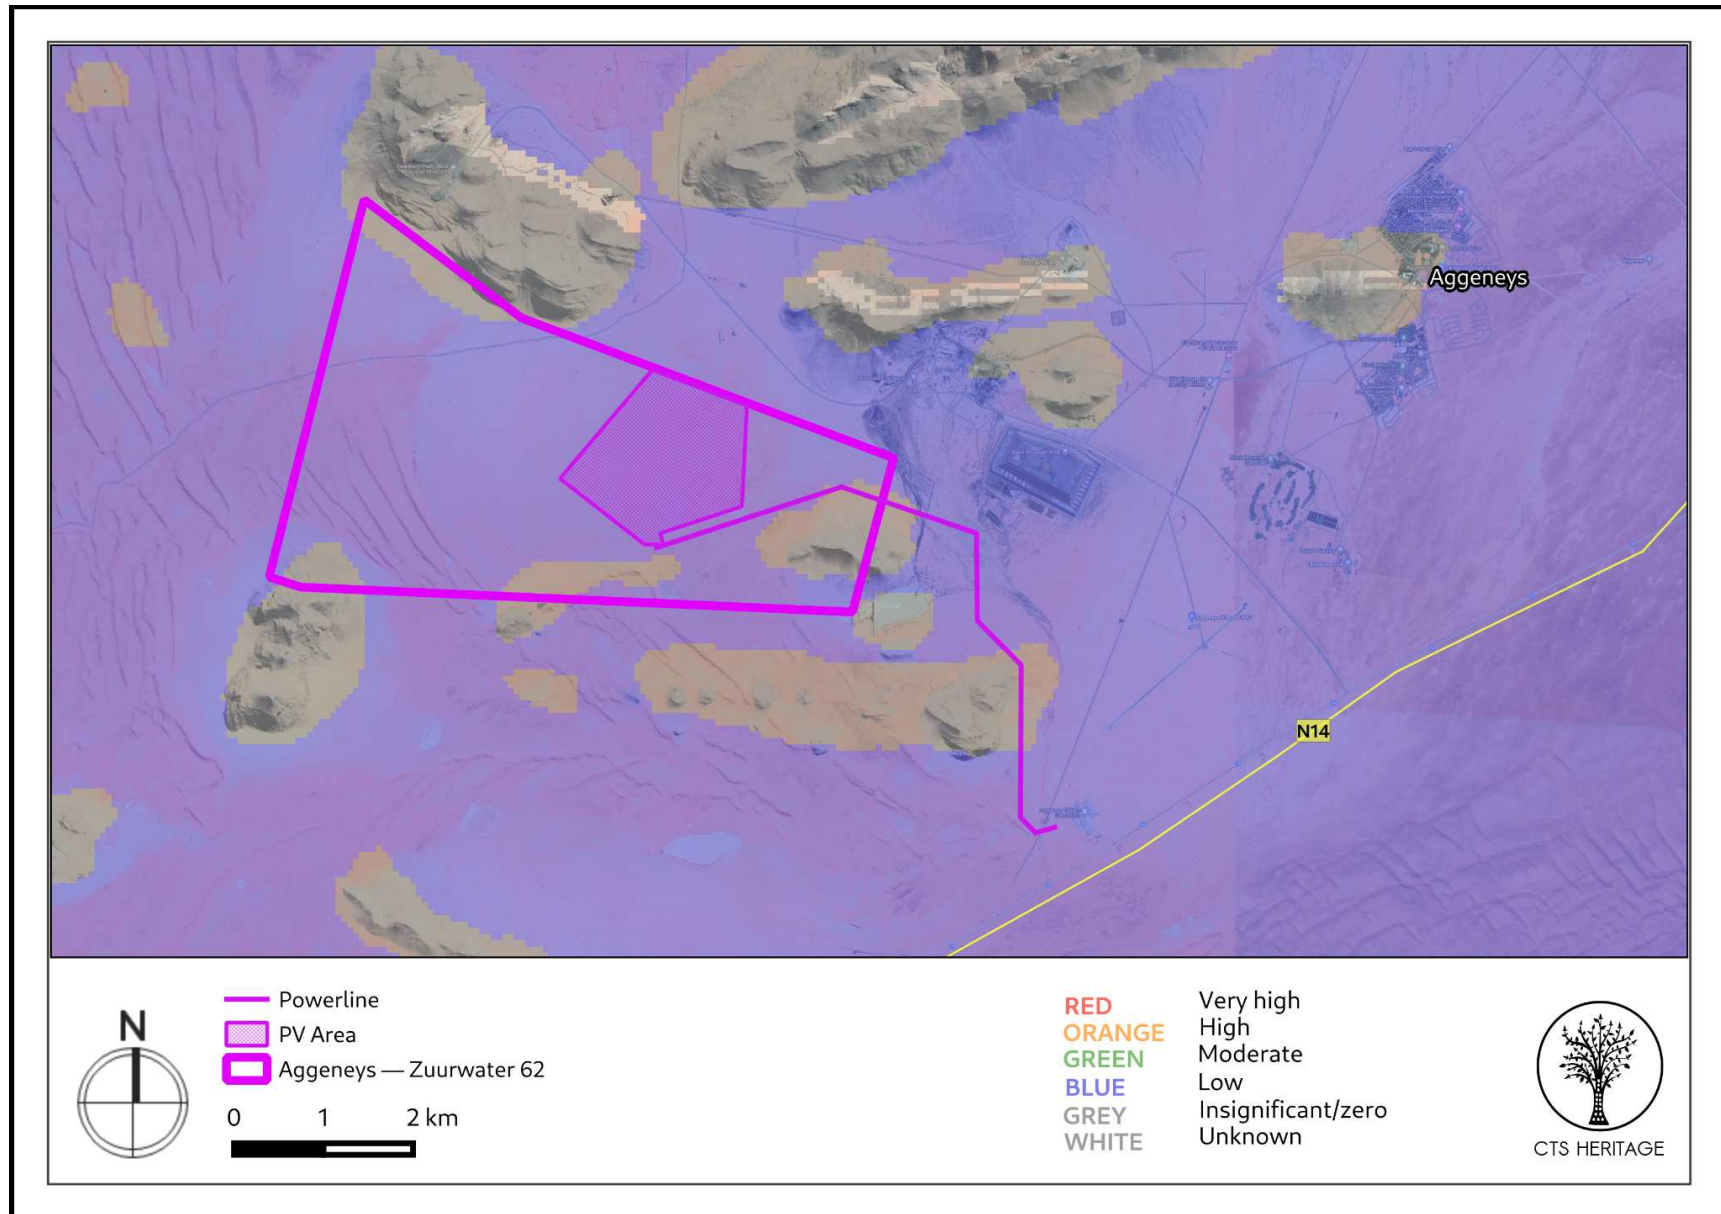 Aggeneys
N14
N
Powerline
PV Area
Aggeneys — Zuurwater 62
0 1 2 km
RED Very high
ORANGE High
GREEN Moderate
BLUE Low
GREY Insignificant/zero
WHITE Unknown
CTS HERITAGE